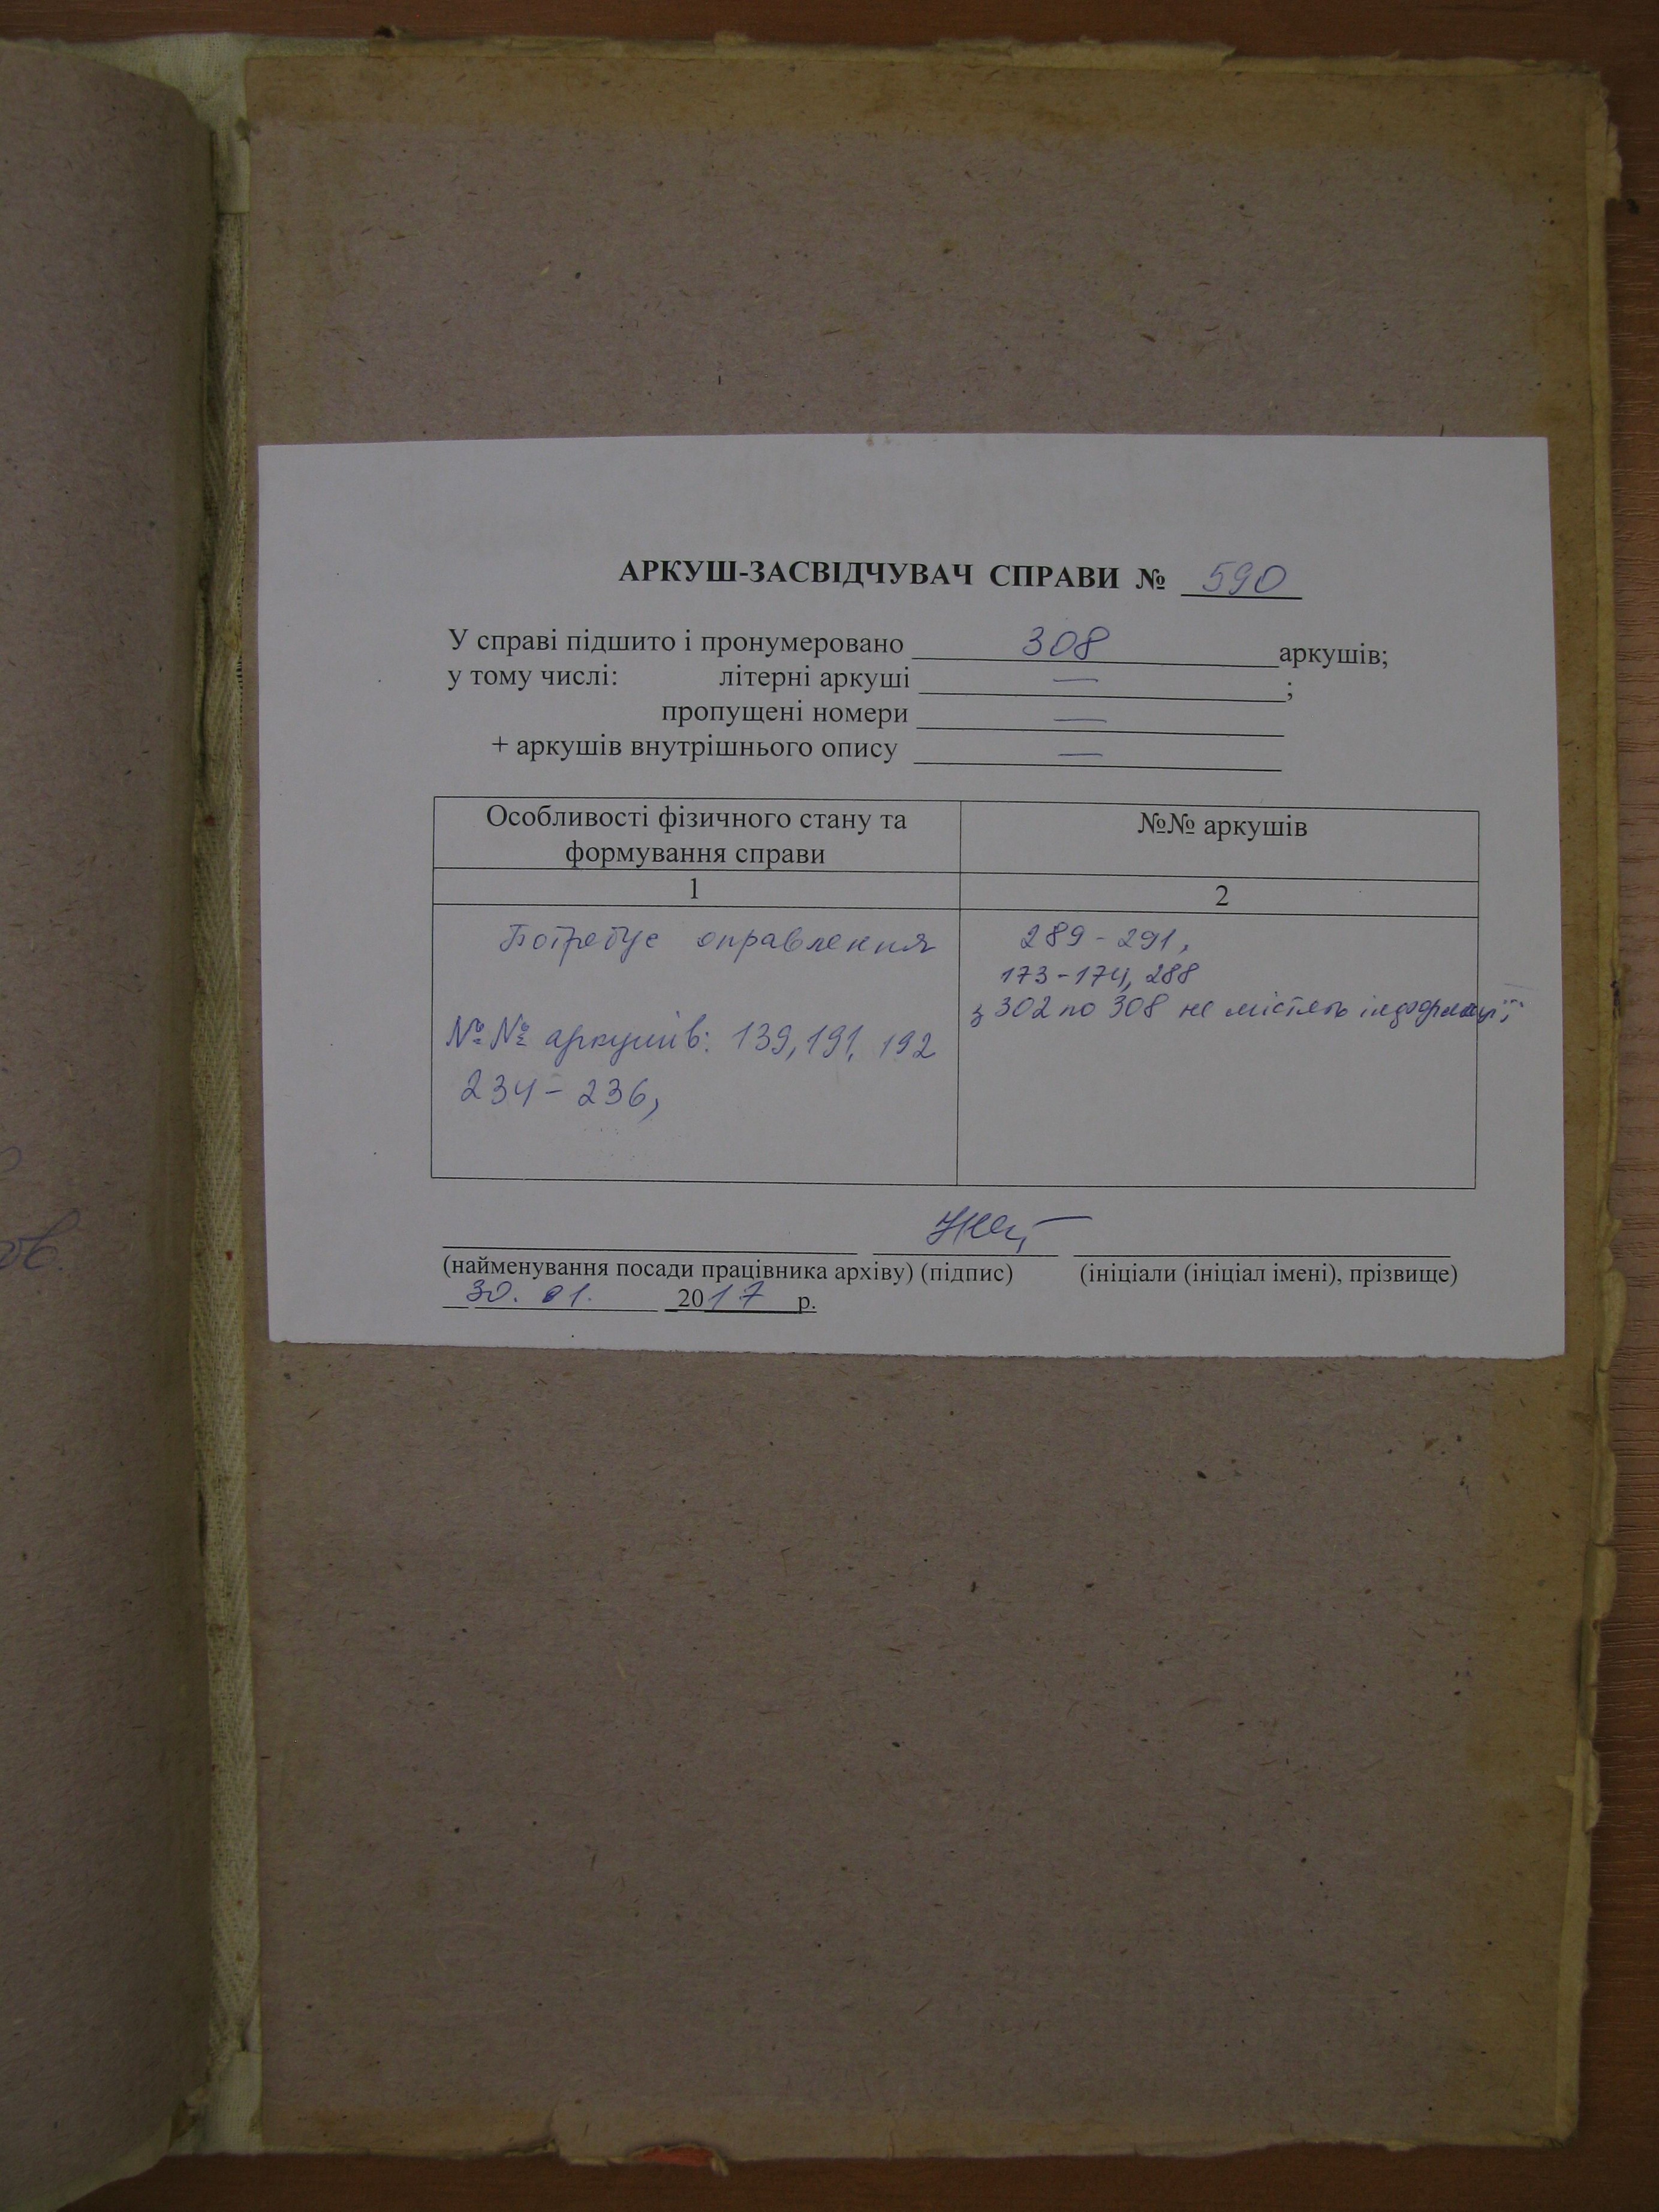 АРКУШ-ЗАСВІДЧУВАЧ СПРАВИ № 590
У справі підшито і пронумеровано 308 аркушів;
у тому числі: літерні аркуші — ;
пропущені номери —
+ аркушів внутрішнього опису —
Особливості фізичного стану та формування справи
№№ аркушів
1
2
Потребує оправлення
№№ аркушів: 139, 191, 192
234 - 236,
289 - 291,
173 - 174, 288
з 302 по 308 не містять інформації;
(найменування посади працівника архіву) (підпис) (ініціали (ініціал імені), прізвище)
30. 01. 2017 р.